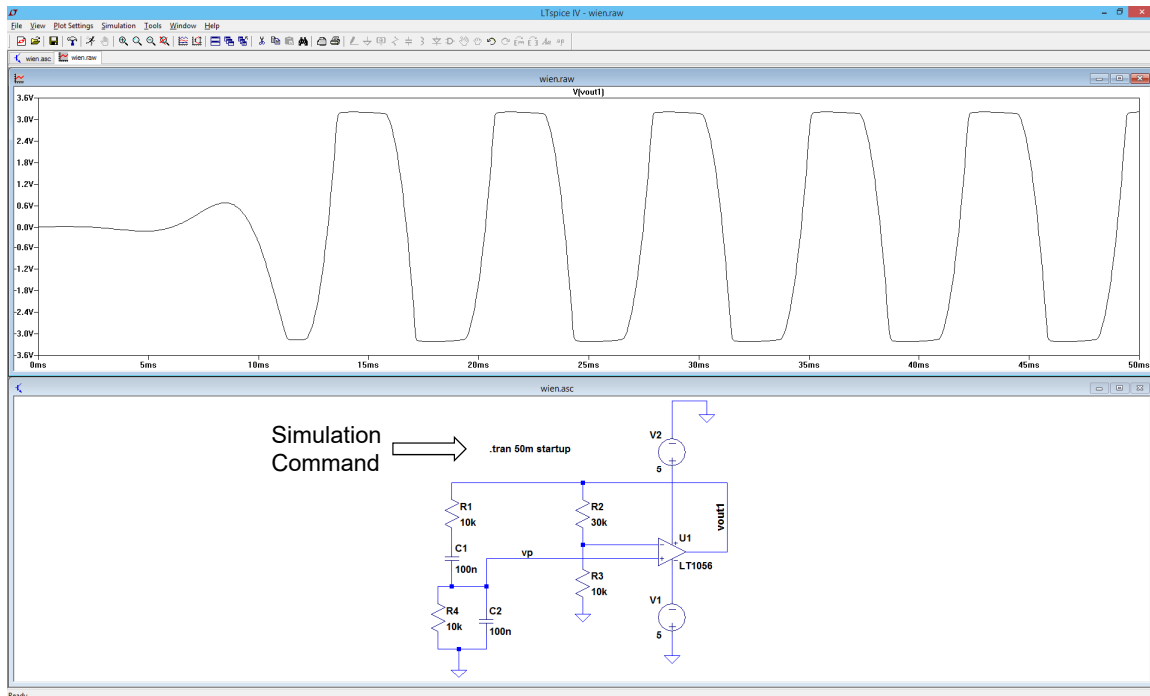 LTspice IV - wien.raw
File View Plot Settings Simulation Tools Window Help
wien.asc wien.raw
wien.raw
V(vout1)
3.6V
3.0V
2.4V
1.8V
1.2V
0.6V
0.0V
-0.6V
-1.2V
-1.8V
-2.4V
-3.0V
-3.6V
0ms 5ms 10ms 15ms 20ms 25ms 30ms 35ms 40ms 45ms 50ms
wien.asc
Simulation
Command
.tran 50m startup
V2
5
R1
10k
R2
30k
vout1
C1
100n
vp
U1
LT1056
R3
10k
V1
5
R4
10k
C2
100n
Ready